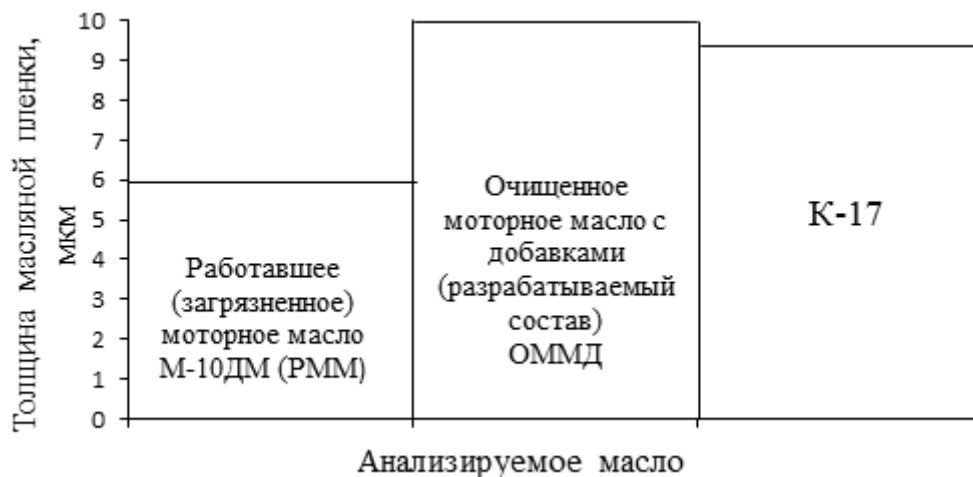 Толщина масляной пленки,
мкм
10
9
8
7
6
5
4
3
2
1
0
Работавшее
(загрязненное)
моторное масло
М-10ДМ (РММ)
Очищенное
моторное масло с
добавками
(разрабатываемый
состав)
ОММД
К-17
Анализируемое масло